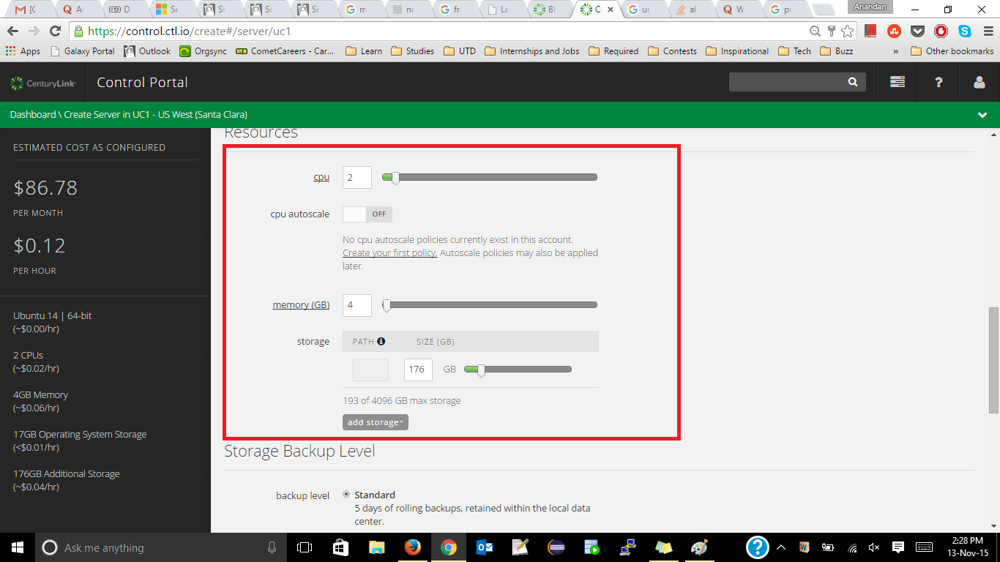 [C
Ac
UTD D
Se
Si
Si
Si
m
nc
fr
La
Bl
C
ur
al
W
pr
Anandan
https://control.ctl.io/create#/server/uc1
Apps Galaxy Portal Outlook Orgsync UTD CometCareers - Car... Learn Studies UTD Internships and Jobs Required Contests Inspirational Tech Buzz » Other bookmarks
CenturyLink Control Portal ?
Dashboard \ Create Server in UC1 - US West (Santa Clara)
ESTIMATED COST AS CONFIGURED
$86.78
PER MONTH
$0.12
PER HOUR
Ubuntu 14 | 64-bit
(~$0.00/hr)
2 CPUs
(~$0.02/hr)
4GB Memory
(~$0.06/hr)
17GB Operating System Storage
(<$0.01/hr)
176GB Additional Storage
(~$0.04/hr)
Resources
cpu 2
cpu autoscale OFF
No cpu autoscale policies currently exist in this account.
Create your first policy. Autoscale policies may also be applied
later.
memory (GB) 4
storage PATH SIZE (GB)
176 GB
193 of 4096 GB max storage
add storage
Storage Backup Level
backup level Standard
5 days of rolling backups, retained within the local data
center.
Ask me anything
2:28 PM
13-Nov-15